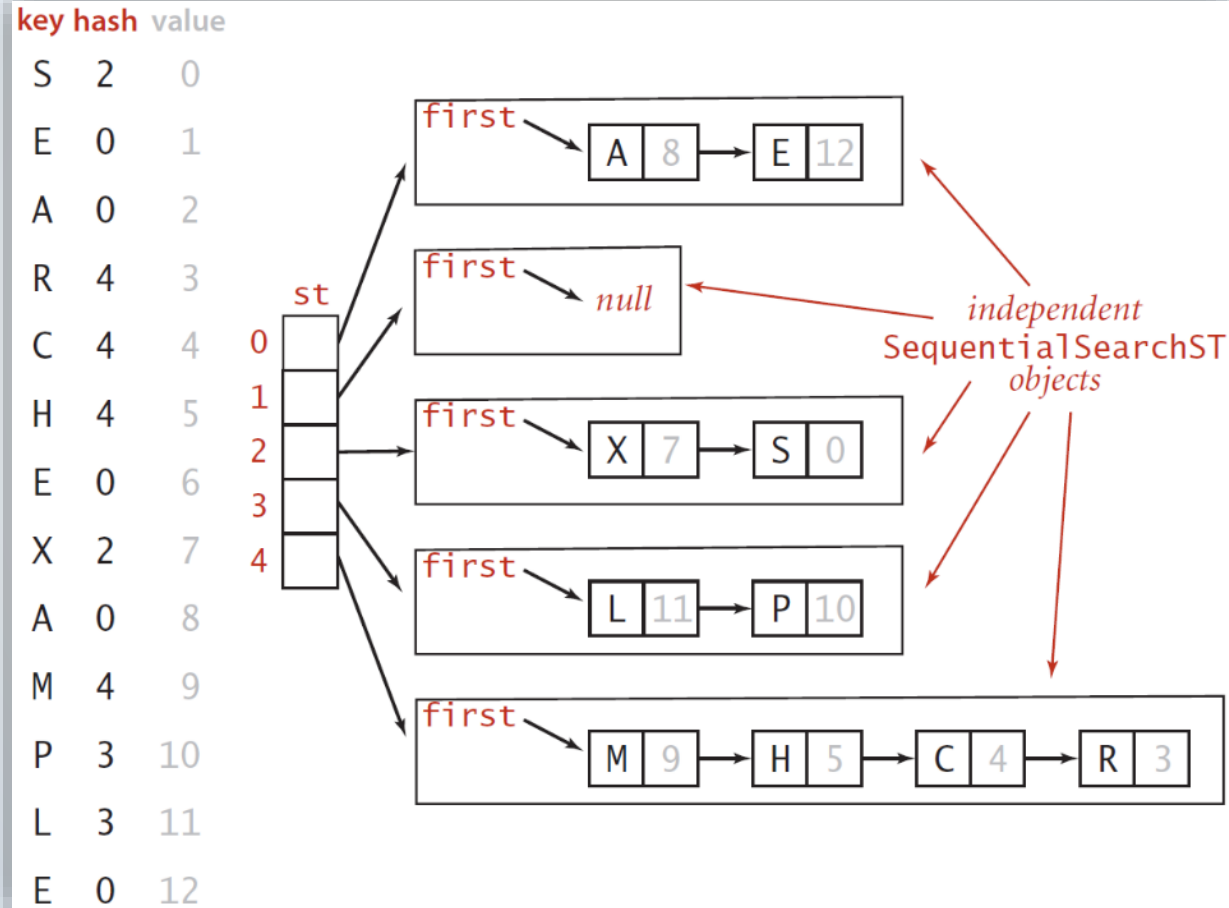 key hash value
S 2 0
E 0 1
A 0 2
R 4 3
C 4 4
H 4 5
E 0 6
X 2 7
A 0 8
M 4 9
P 3 10
L 3 11
E 0 12
st
0
1
2
3
4
first
A 8 E 12
first
null
first
X 7 S 0
first
L 11 P 10
first
M 9 H 5 C 4 R 3
independent
SequentialSearchST
objects